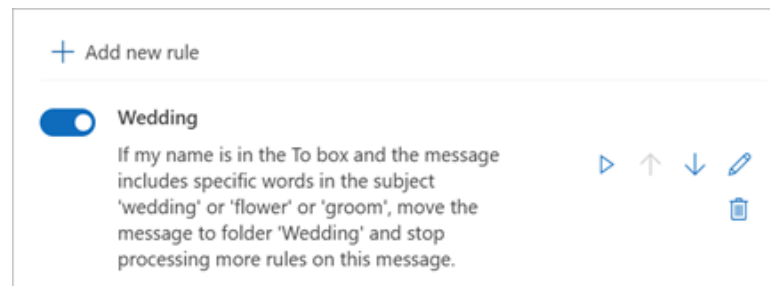 Add new rule
Wedding
If my name is in the To box and the message
includes specific words in the subject
'wedding' or 'flower' or 'groom', move the
message to folder 'Wedding' and stop
processing more rules on this message.